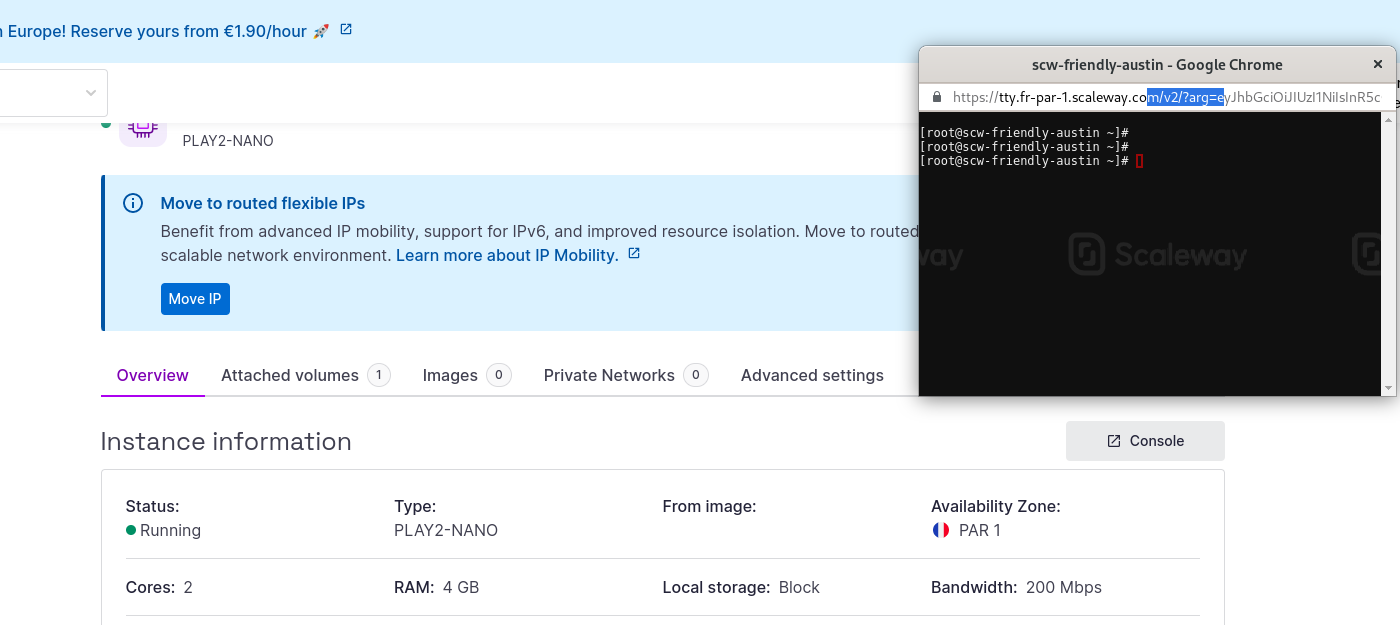 n Europe! Reserve yours from €1.90/hour 🚀
PLAY2-NANO
Move to routed flexible IPs
Benefit from advanced IP mobility, support for IPv6, and improved resource isolation. Move to routed
scalable network environment. Learn more about IP Mobility.
Move IP
scw-friendly-austin - Google Chrome
https://tty.fr-par-1.scaleway.com/v2/?arg=eyJhbGciOiJIUzI1NiIsInR5c
[root@scw-friendly-austin ~]#
[root@scw-friendly-austin ~]#
[root@scw-friendly-austin ~]#
way
Scaleway
Overview
Attached volumes 1
Images 0
Private Networks 0
Advanced settings
Instance information
Console
Status:
Running
Type:
PLAY2-NANO
From image:
Availability Zone:
PAR 1
Cores: 2
RAM: 4 GB
Local storage: Block
Bandwidth: 200 Mbps